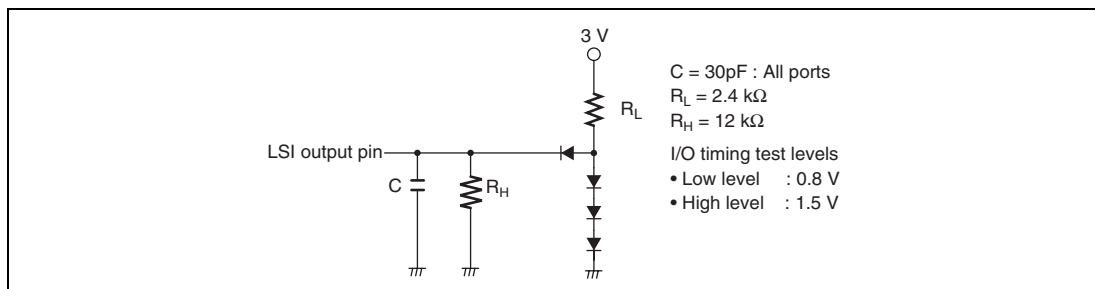 3 V
C = 30pF : All ports
R_L = 2.4 kΩ
R_L
R_H = 12 kΩ
LSI output pin
I/O timing test levels
C
R_H
• Low level : 0.8 V
• High level : 1.5 V